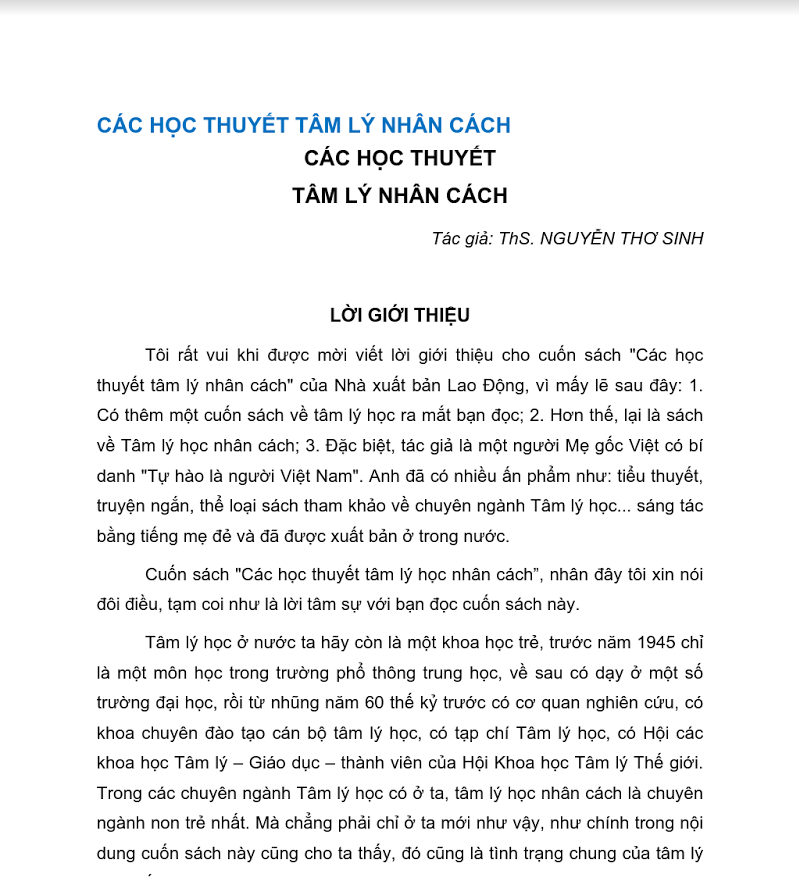 CÁC HỌC THUYẾT TÂM LÝ NHÂN CÁCH
CÁC HỌC THUYẾT
TÂM LÝ NHÂN CÁCH
Tác giả: ThS. NGUYỄN THƠ SINH
LỜI GIỚI THIỆU
Tôi rất vui khi được mời viết lời giới thiệu cho cuốn sách "Các học
thuyết tâm lý nhân cách" của Nhà xuất bản Lao Động, vì mấy lẽ sau đây: 1.
Có thêm một cuốn sách về tâm lý học ra mắt bạn đọc; 2. Hơn thế, lại là sách
về Tâm lý học nhân cách; 3. Đặc biệt, tác giả là một người Mẹ gốc Việt có bí
danh "Tự hào là người Việt Nam". Anh đã có nhiều ấn phẩm như: tiểu thuyết,
truyện ngắn, thể loại sách tham khảo về chuyên ngành Tâm lý học... sáng tác
bằng tiếng mẹ đẻ và đã được xuất bản ở trong nước.
Cuốn sách "Các học thuyết tâm lý học nhân cách”, nhân đây tôi xin nói
đôi điều, tạm coi như là lời tâm sự với bạn đọc cuốn sách này.
Tâm lý học ở nước ta hãy còn là một khoa học trẻ, trước năm 1945 chỉ
là một môn học trong trường phổ thông trung học, về sau có dạy ở một số
trường đại học, rồi từ nhũng năm 60 thế kỷ trước có cơ quan nghiên cứu, có
khoa chuyên đào tạo cán bộ tâm lý học, có tạp chí Tâm lý học, có Hội các
khoa học Tâm lý – Giáo dục – thành viên của Hội Khoa học Tâm lý Thế giới.
Trong các chuyên ngành Tâm lý học có ở ta, tâm lý học nhân cách là chuyên
ngành non trẻ nhất. Mà chẳng phải chỉ ở ta mới như vậy, như chính trong nội
dung cuốn sách này cũng cho ta thấy, đó cũng là tình trạng chung của tâm lý